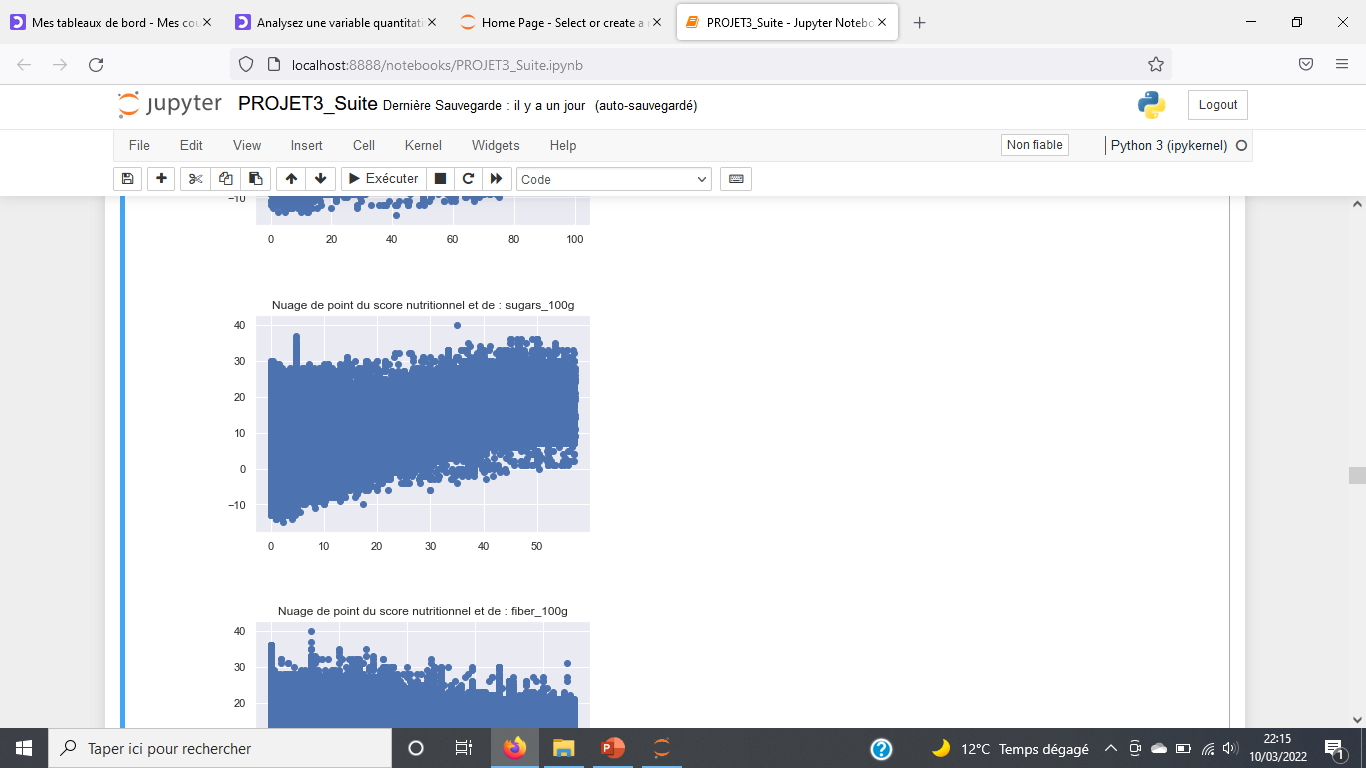 Mes tableaux de bord - Mes cou
Analysez une variable quantitati
Home Page - Select or create a n
PROJET3_Suite - Jupyter Notebo
localhost:8888/notebooks/PROJET3_Suite.ipynb
jupyter PROJET3_Suite Dernière Sauvegarde : il y a un jour (auto-sauvegardé)
Logout
File Edit View Insert Cell Kernel Widgets Help
Non fiable
Python 3 (ipykernel)
Exécuter
Code
−10
0 20 40 60 80 100
Nuage de point du score nutritionnel et de : sugars_100g
40
30
20
10
0
−10
0 10 20 30 40 50
Nuage de point du score nutritionnel et de : fiber_100g
40
30
20
Taper ici pour rechercher
12°C Temps dégagé
22:15
10/03/2022
1